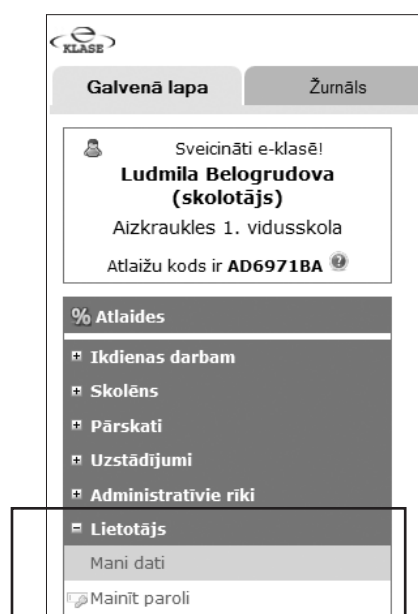 KLASE
Galvenā lapa
Žurnāls
Sveicināti e-klasē!
Ludmila Belogrudova
(skolotājs)
Aizkraukles 1. vidusskola
Atlaižu kods ir AD6971BA
% Atlaides
Ikdienas darbam
Skolēns
Pārskati
Uzstādījumi
Administratīvie rīki
Lietotājs
Mani dati
Mainīt paroli